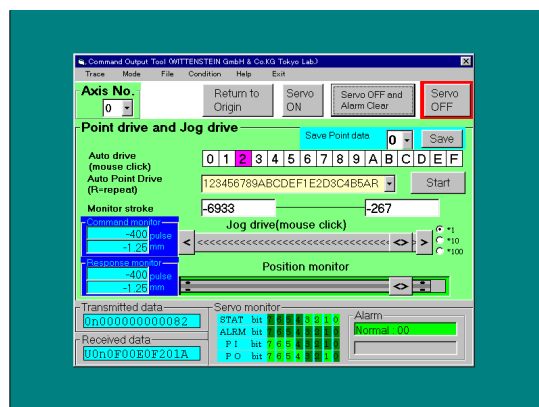 Command Output Tool (WITTENSTEIN GmbH & Co.KG Tokyo Lab.)
Trace Mode File Condition Help Exit
Axis No.
0
Return to Origin
Servo ON
Servo OFF and Alarm Clear
Servo OFF
Point drive and Jog drive
Save Point data 0 Save
Auto drive (mouse click)
0 1 2 3 4 5 6 7 8 9 A B C D E F
Auto Point Drive (R=repeat)
123456789ABCDEF1E2D3C4B5AR
Start
Monitor stroke
-6933 -267
Command monitor
-400 pulse
-1.25 mm
Jog drive(mouse click)
< <<<<<<<<<<<<<<<<<<<<<<<<<<<<<<<< <> > >
*1
*10
*100
Response monitor
-400 pulse
-1.25 mm
Position monitor
<>
Transmitted data
0n000000000082
Received data
U0n0F00E0F201A
Servo monitor
STAT bit 7 6 5 4 3 2 1 0
ALRM bit 7 6 5 4 3 2 1 0
P I bit 7 6 5 4 3 2 1 0
P O bit 7 6 5 4 3 2 1 0
Alarm
Normal : 00